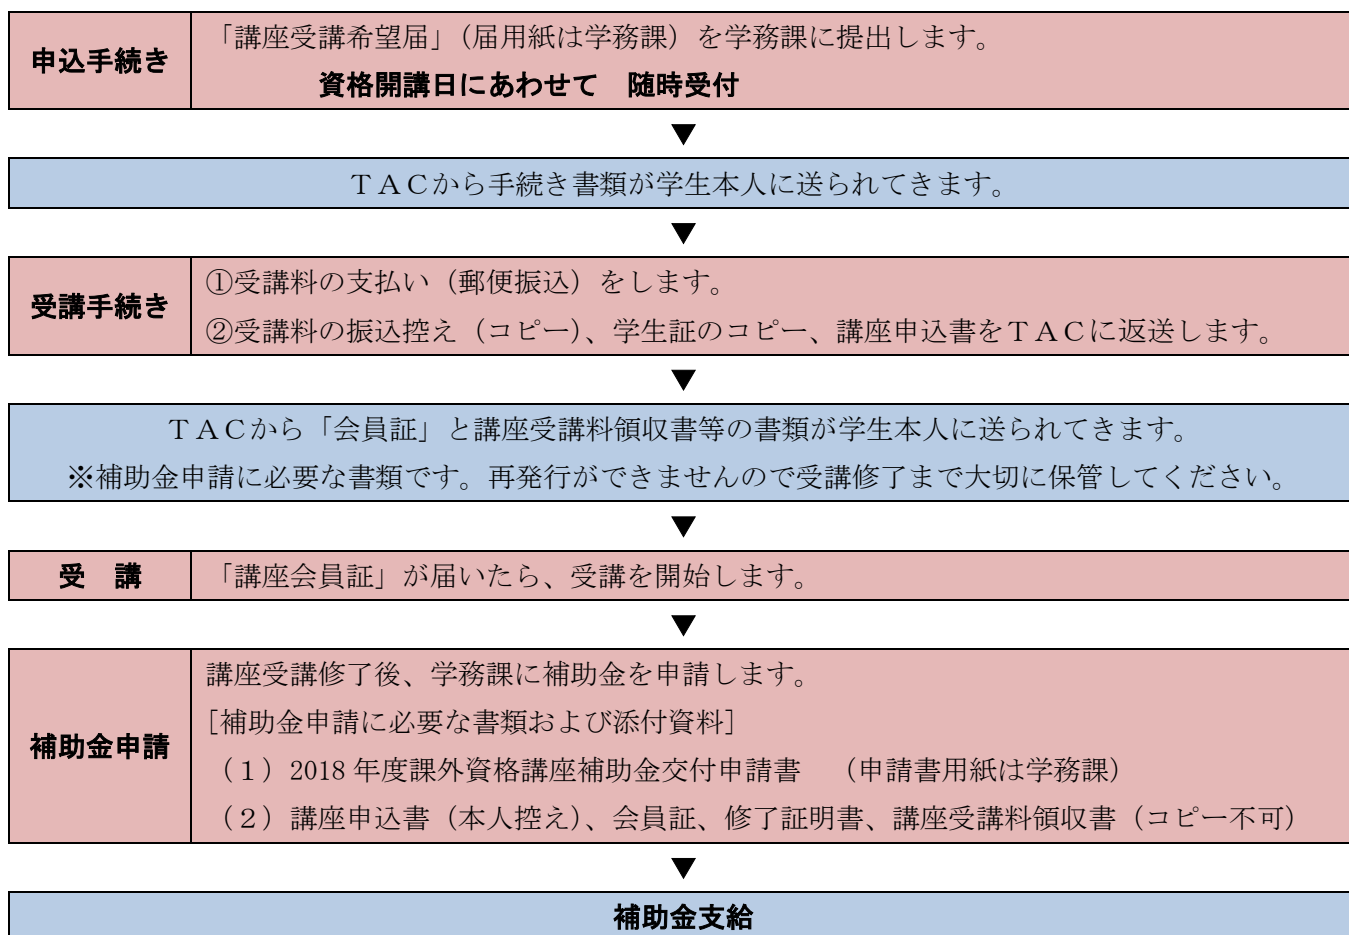 申込手続き
「講座受講希望届」（届用紙は学務課）を学務課に提出します。
資格開講日にあわせて　随時受付
▼
ＴＡＣから手続き書類が学生本人に送られてきます。
▼
受講手続き
①受講料の支払い（郵便振込）をします。
②受講料の振込控え（コピー）、学生証のコピー、講座申込書をＴＡＣに返送します。
▼
ＴＡＣから「会員証」と講座受講料領収書等の書類が学生本人に送られてきます。
※補助金申請に必要な書類です。再発行ができませんので受講修了まで大切に保管してください。
▼
受　講
「講座会員証」が届いたら、受講を開始します。
▼
補助金申請
講座受講修了後、学務課に補助金を申請します。
［補助金申請に必要な書類および添付資料］
（１）2018 年度課外資格講座補助金交付申請書　（申請書用紙は学務課）
（２）講座申込書（本人控え）、会員証、修了証明書、講座受講料領収書（コピー不可）
▼
補助金支給